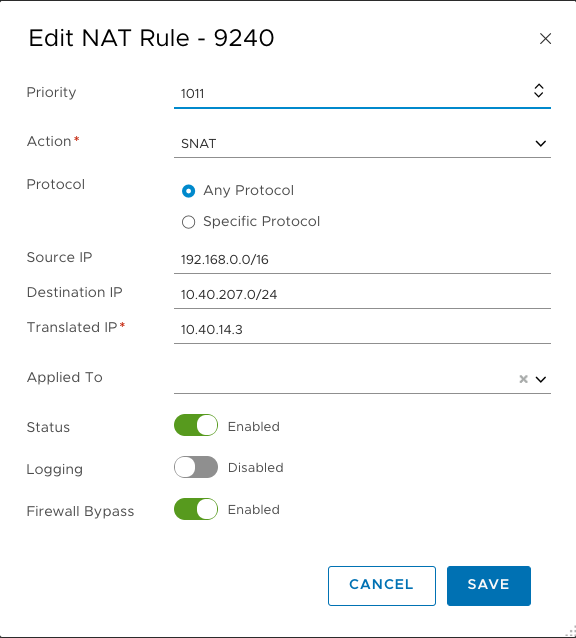 Edit NAT Rule - 9240
Priority 1011
Action* SNAT
Protocol Any Protocol
Specific Protocol
Source IP 192.168.0.0/16
Destination IP 10.40.207.0/24
Translated IP* 10.40.14.3
Applied To
Status Enabled
Logging Disabled
Firewall Bypass Enabled
CANCEL SAVE